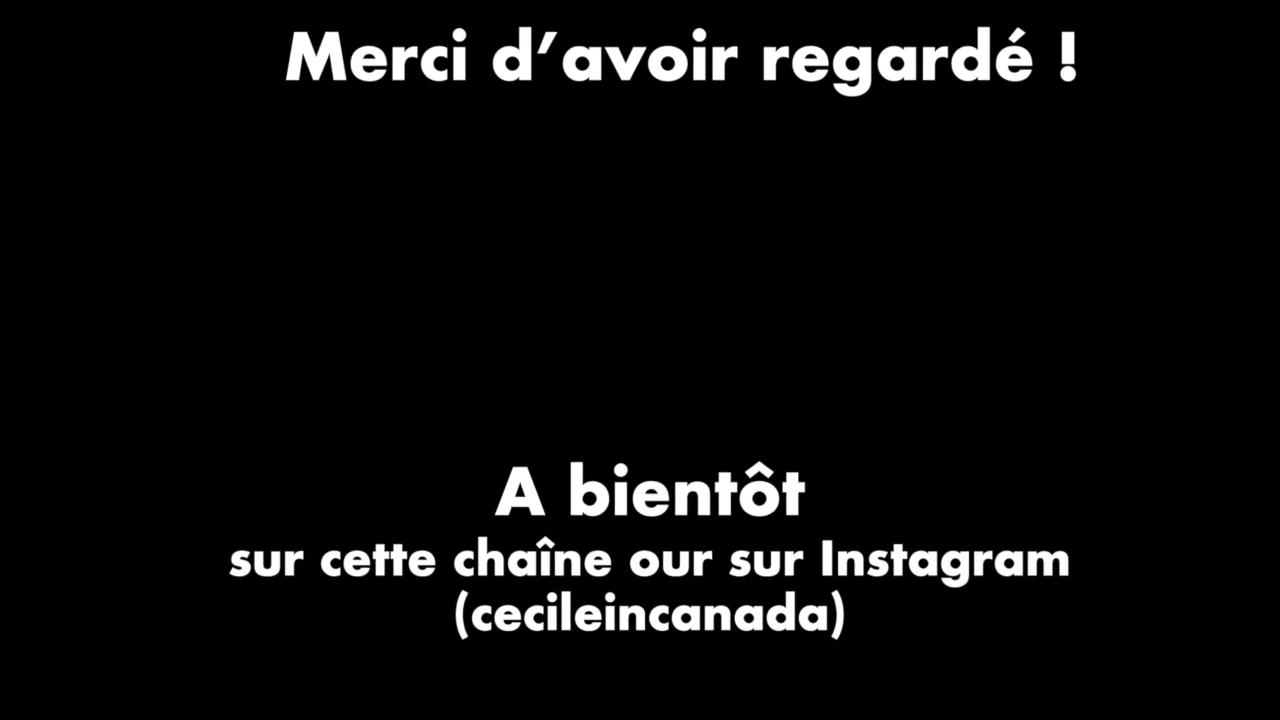 Merci d’avoir regardé !
A bientôt
sur cette chaîne our sur Instagram
(cecileincanada)